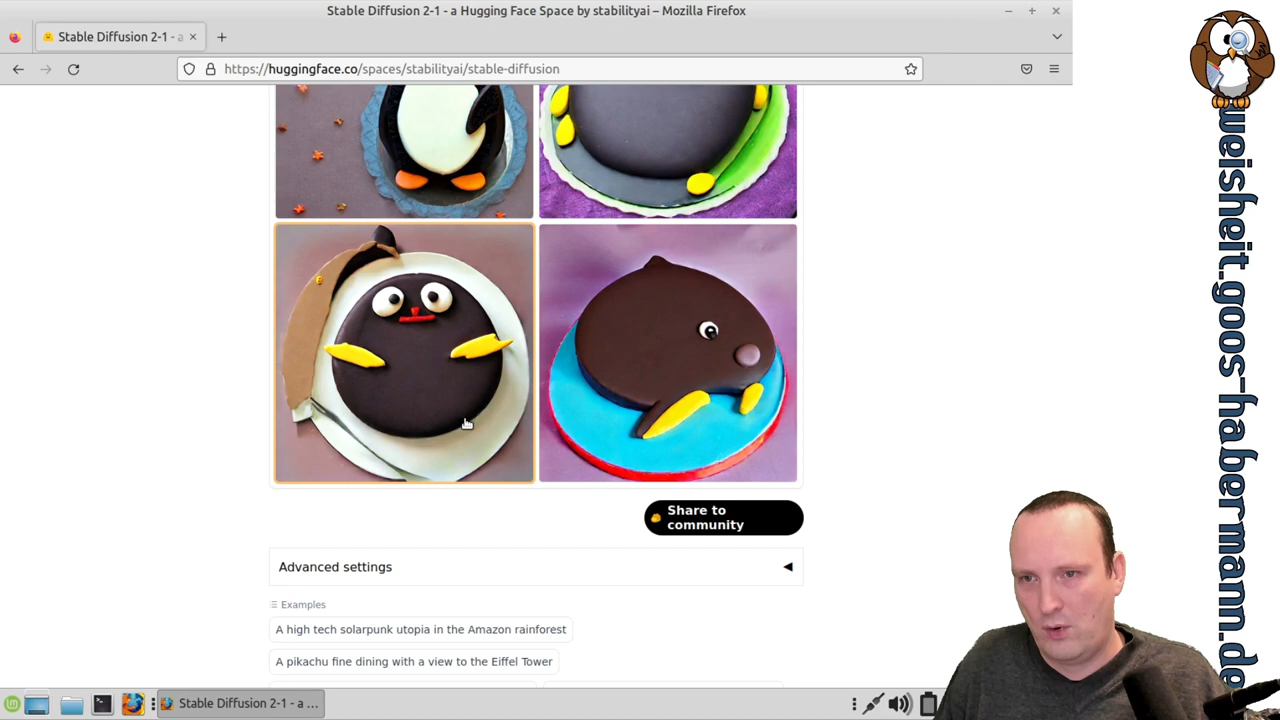 Stable Diffusion 2-1 - a Hugging Face Space by stabilityai – Mozilla Firefox
Stable Diffusion 2-1 - a
https://huggingface.co/spaces/stabilityai/stable-diffusion
Share to
community
Advanced settings
Examples
A high tech solarpunk utopia in the Amazon rainforest
A pikachu fine dining with a view to the Eiffel Tower
Stable Diffusion 2-1 - a ...
weisheit.goos-habermann.de